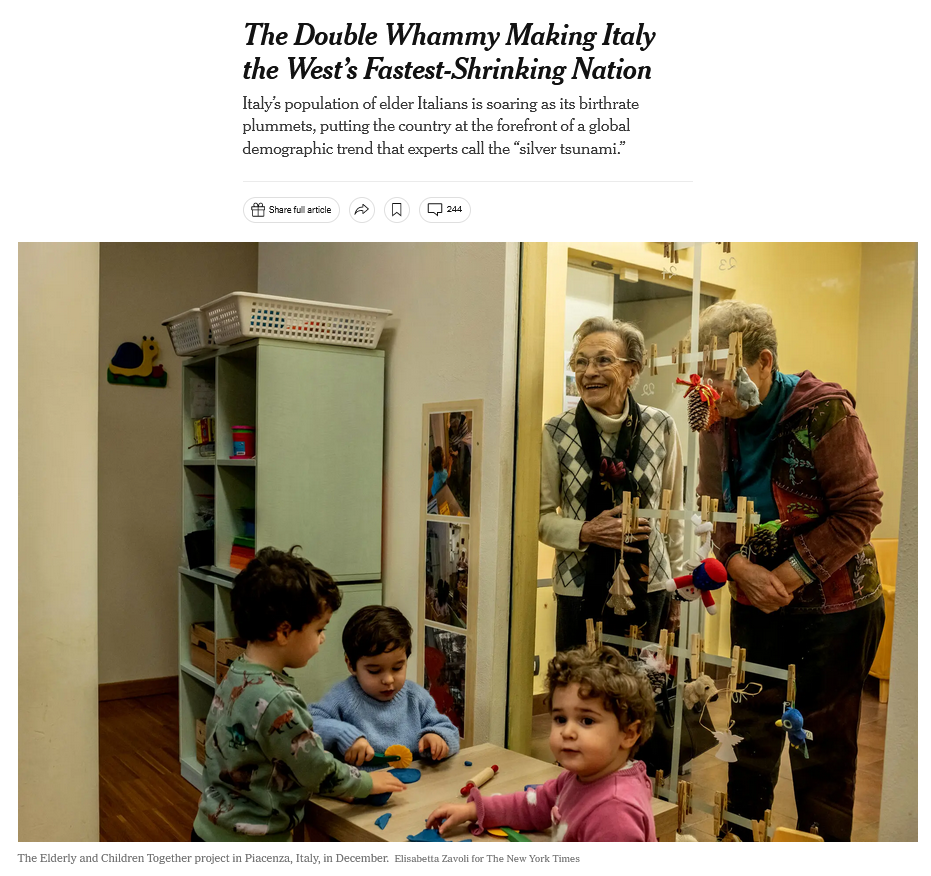 The Double Whammy Making Italy
the West's Fastest-Shrinking Nation
Italy's population of elder Italians is soaring as its birthrate
plummets, putting the country at the forefront of a global
demographic trend that experts call the “silver tsunami.”
Share full article
244
23
24
22
The Elderly and Children Together project in Piacenza, Italy, in December. Elisabetta Zavoli for The New York Times